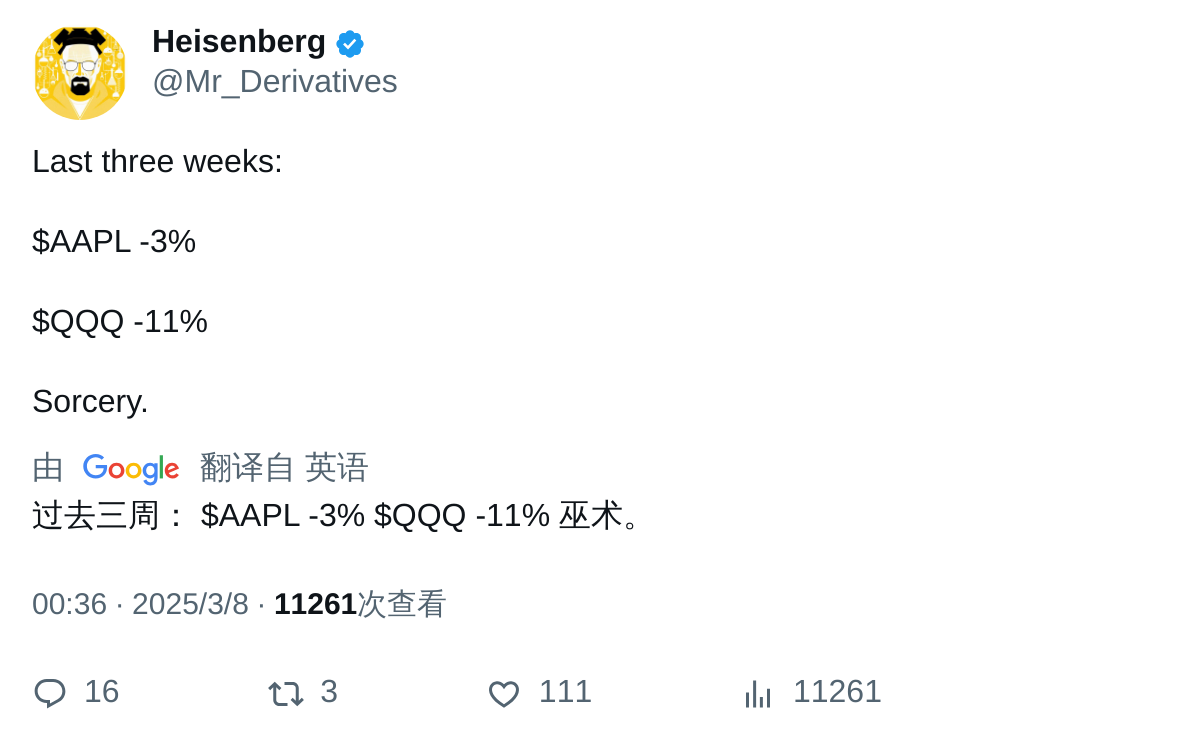 Heisenberg
@Mr_Derivatives
Last three weeks:
$AAPL -3%
$QQQ -11%
Sorcery.
由 Google 翻译自 英语
过去三周： $AAPL -3% $QQQ -11% 巫术。
00:36 · 2025/3/8 · 11261次查看
16 3 111 11261